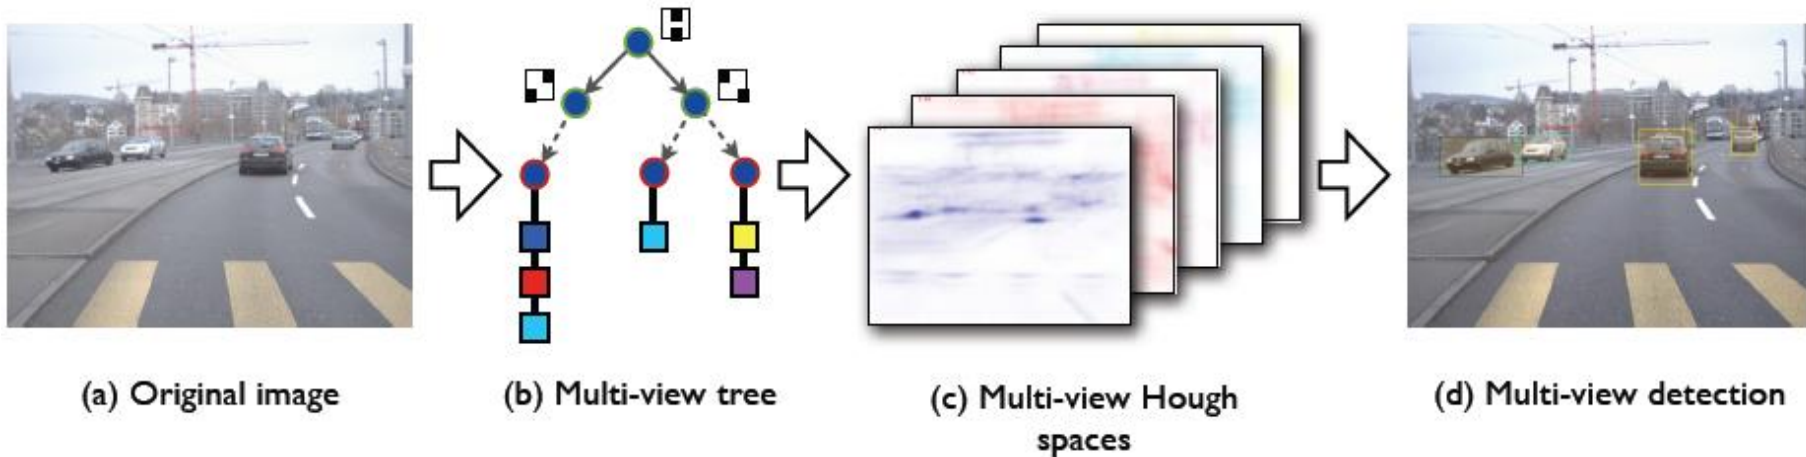 (a) Original image
(b) Multi-view tree
(c) Multi-view Hough
spaces
(d) Multi-view detection